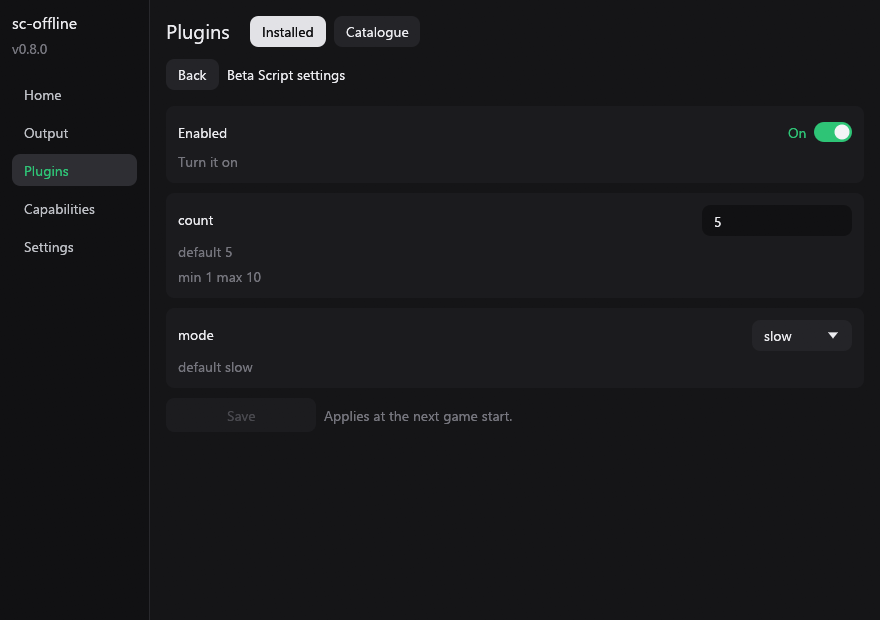 sc-offline
v0.8.0
Home
Output
Plugins
Capabilities
Settings
Plugins
Installed
Catalogue
Back
Beta Script settings
Enabled
On
Turn it on
count
5
default 5
min 1 max 10
mode
slow
default slow
Save
Applies at the next game start.